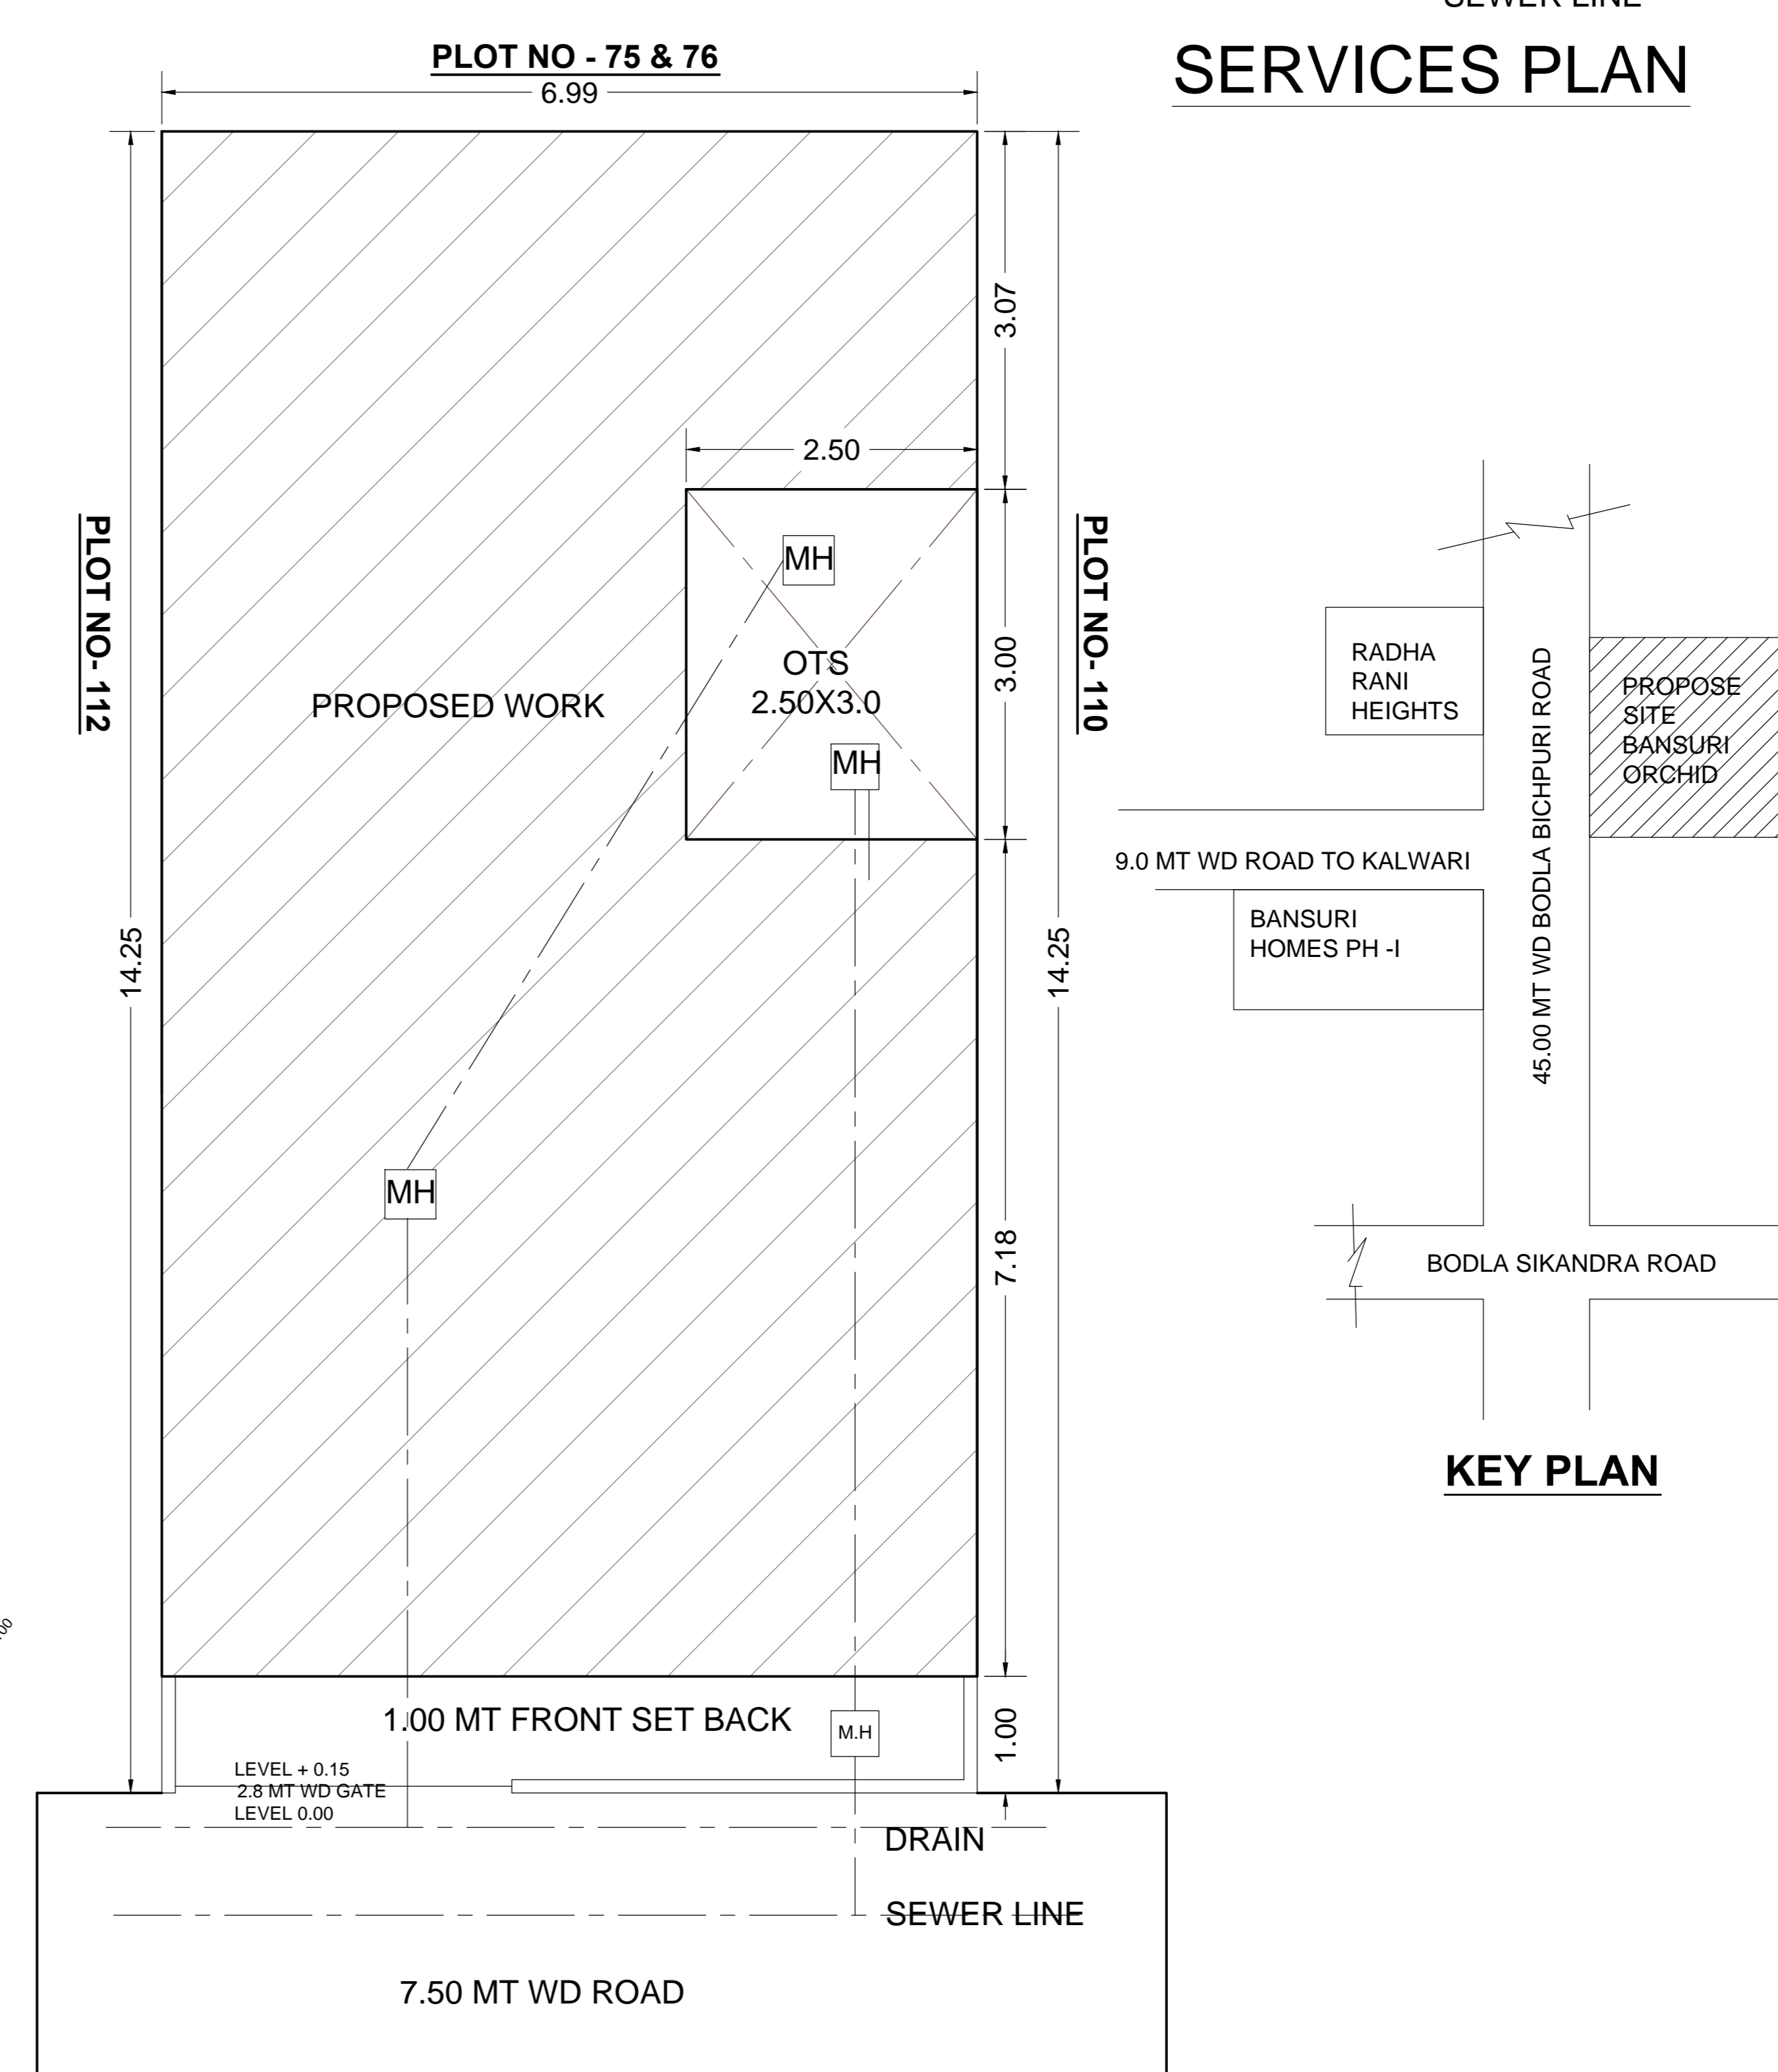 SEWER LINE
SERVICES PLAN
PLOT NO - 75 & 76
6.99
3.07
2.50
MH
OTS
2.50X3.0
MH
3.00
PLOT NO- 112
PLOT NO- 110
PROPOSED WORK
14.25
14.25
MH
7.18
1.00 MT FRONT SET BACK
M.H
1.00
LEVEL + 0.15
2.8 MT WD GATE
LEVEL 0.00
DRAIN
SEWER LINE
7.50 MT WD ROAD
RADHA
RANI
HEIGHTS
45.00 MT WD BODLA BICHPURI ROAD
PROPOSE
SITE
BANSURI
ORCHID
9.0 MT WD ROAD TO KALWARI
BANSURI
HOMES PH -I
BODLA SIKANDRA ROAD
KEY PLAN